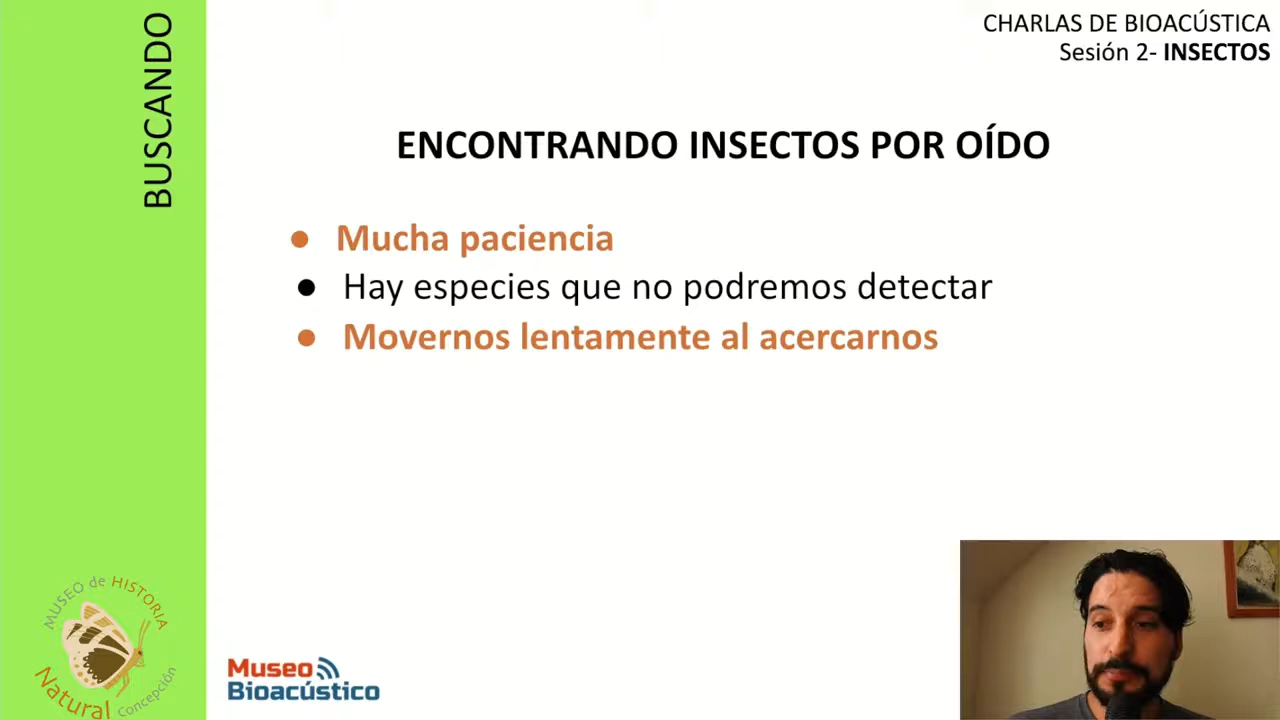 BUSCANDO
CHARLAS DE BIOACÚSTICA
Sesión 2- INSECTOS
ENCONTRANDO INSECTOS POR OÍDO
● Mucha paciencia
● Hay especies que no podremos detectar
● Movernos lentamente al acercarnos
MUSEO de HISTORIA
Natural Concepción
Museo
Bioacústico